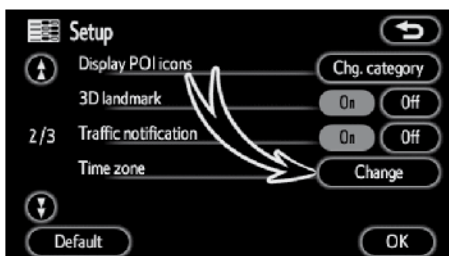 Setup
Display POI icons Chg. category
3D landmark On Off
2/3 Traffic notification On Off
Time zone Change
Default OK